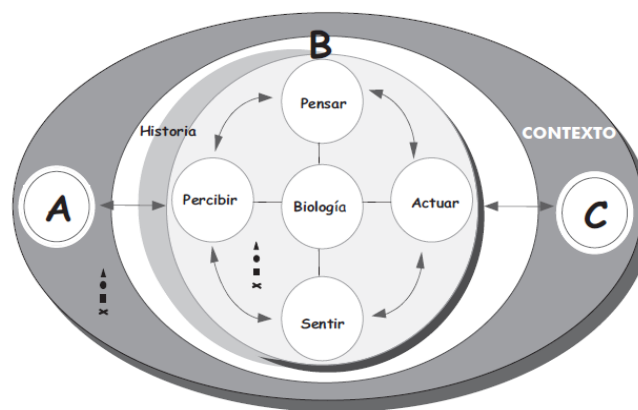 B
Pensar
Historia
CONTEXTO
A
Percibir
Biología
Actuar
C
Sentir